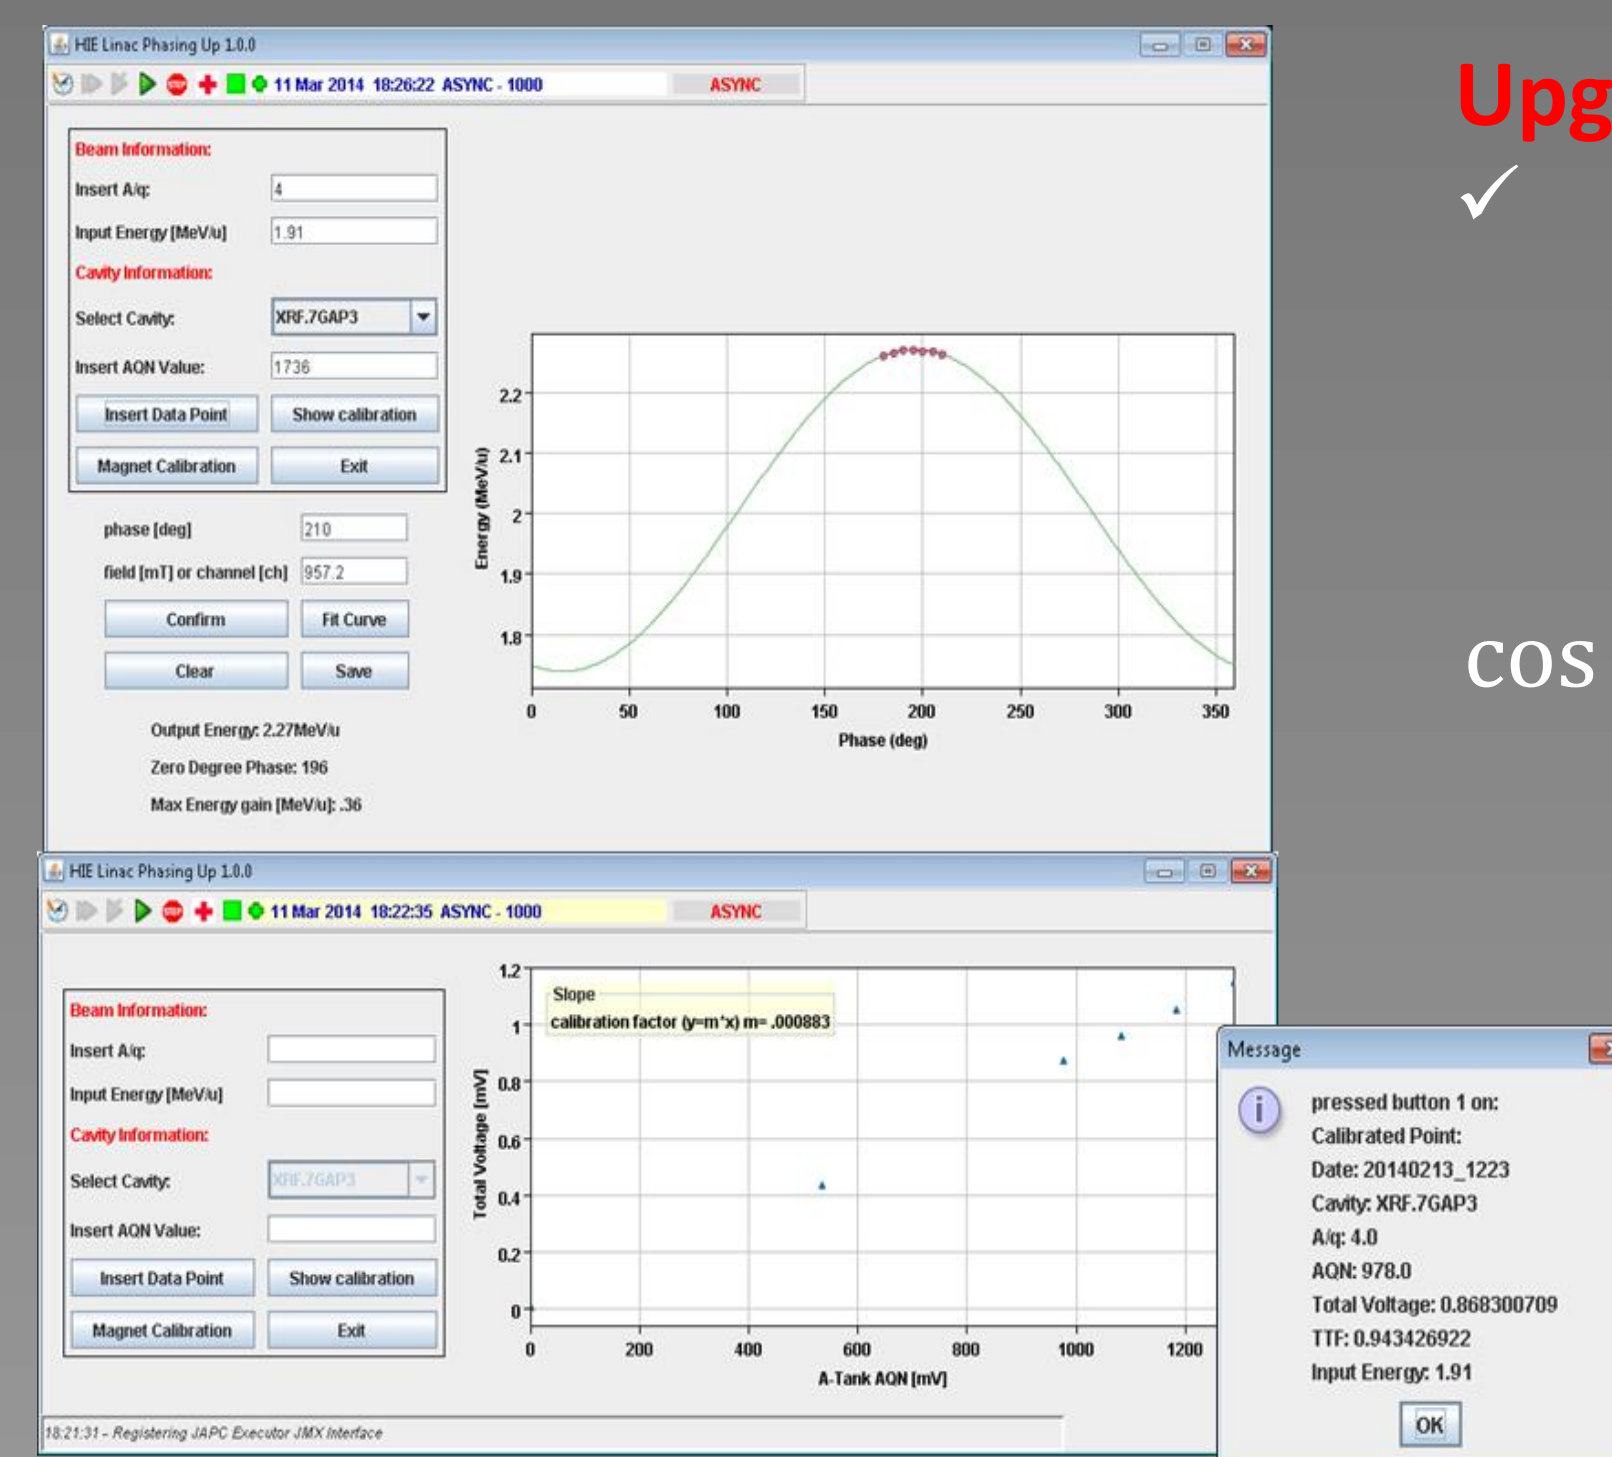 HIE Linac Phasing Up 1.0.0
STOP 11 Mar 2014 18:26:22 ASYNC - 1000 ASYNC
Beam Information:
Insert A/q: 4
Input Energy [MeV/u] 1.91
Cavity Information:
Select Cavity: XRF.7GAP3
Insert AQN Value: 1736
Insert Data Point Show calibration
Magnet Calibration Exit
phase [deg] 210
field [mT] or channel [ch] 957.2
Confirm Fit Curve
Clear Save
Output Energy: 2.27MeV/u
Zero Degree Phase: 196
Max Energy gain [MeV/u]: .36
Energy (MeV/u)
2.2
2.1
2
1.9
1.8
0 50 100 150 200 250 300 350
Phase (deg)
Upg
✓
cos
HIE Linac Phasing Up 1.0.0
STOP 11 Mar 2014 18:22:35 ASYNC - 1000 ASYNC
Beam Information:
Insert A/q:
Input Energy [MeV/u]
Cavity Information:
Select Cavity: XRF.7GAP3
Insert AQN Value:
Insert Data Point Show calibration
Magnet Calibration Exit
Total Voltage [mV]
1.2
1
0.8
0.6
0.4
0.2
0
Slope
calibration factor (y=m*x) m= .000883
0 200 400 600 800 1000 1200
A-Tank AQN [mV]
18:21:31 - Registering JAPC Executor JMX Interface
Message
pressed button 1 on:
Calibrated Point:
Date: 20140213_1223
Cavity: XRF.7GAP3
A/q: 4.0
AQN: 978.0
Total Voltage: 0.868300709
TTF: 0.943426922
Input Energy: 1.91
OK